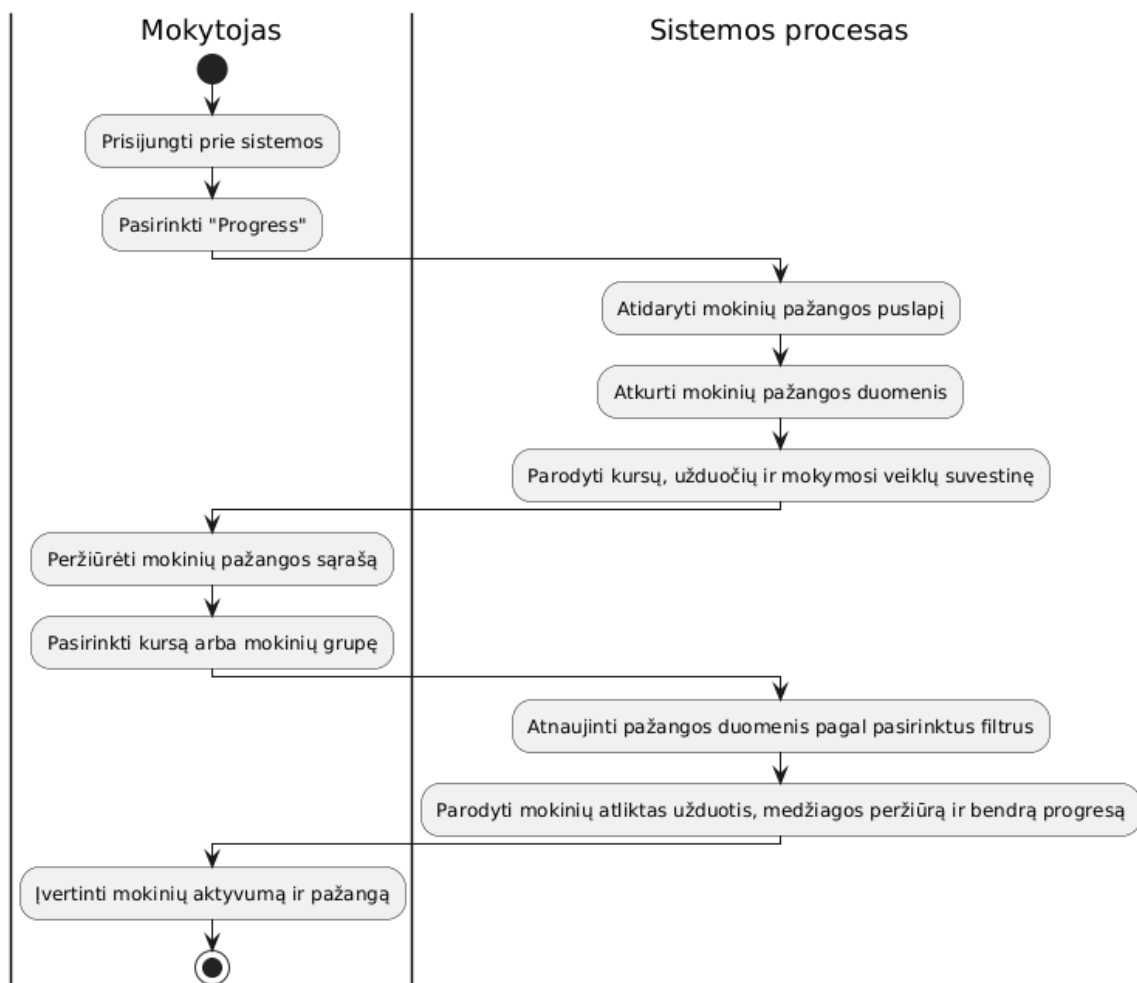 Mokytojas
Sistemos procesas
Prisijungti prie sistemos
Pasirinkti "Progress"
Atidaryti mokinių pažangos puslapį
Atkurti mokinių pažangos duomenis
Parodyti kursų, užduočių ir mokymosi veiklų suvestinę
Peržiūrėti mokinių pažangos sąrašą
Pasirinkti kursą arba mokinių grupę
Atnaujinti pažangos duomenis pagal pasirinktus filtrus
Parodyti mokinių atliktas užduotis, medžiagos peržiūrą ir bendrą progresą
Įvertinti mokinių aktyvumą ir pažangą